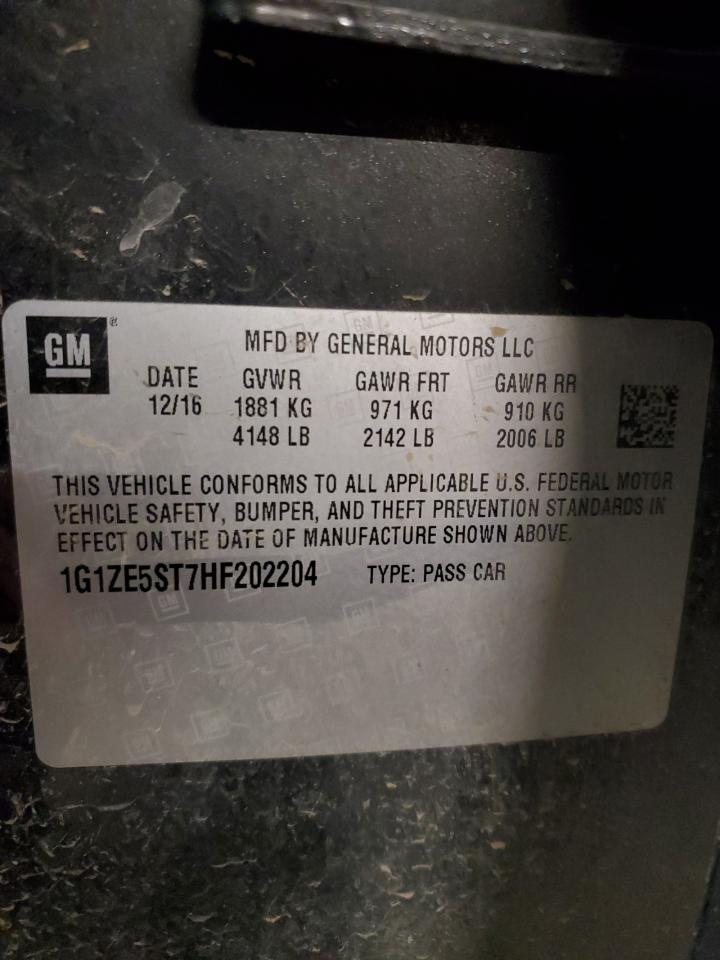 GM®
MFD BY GENERAL MOTORS LLC
DATE GVWR GAWR FRT GAWR RR
12/16 1881 KG 971 KG 910 KG
4148 LB 2142 LB 2006 LB
THIS VEHICLE CONFORMS TO ALL APPLICABLE U.S. FEDERAL MOTOR
VEHICLE SAFETY, BUMPER, AND THEFT PREVENTION STANDARDS IN
EFFECT ON THE DATE OF MANUFACTURE SHOWN ABOVE.
1G1ZE5ST7HF202204 TYPE: PASS CAR